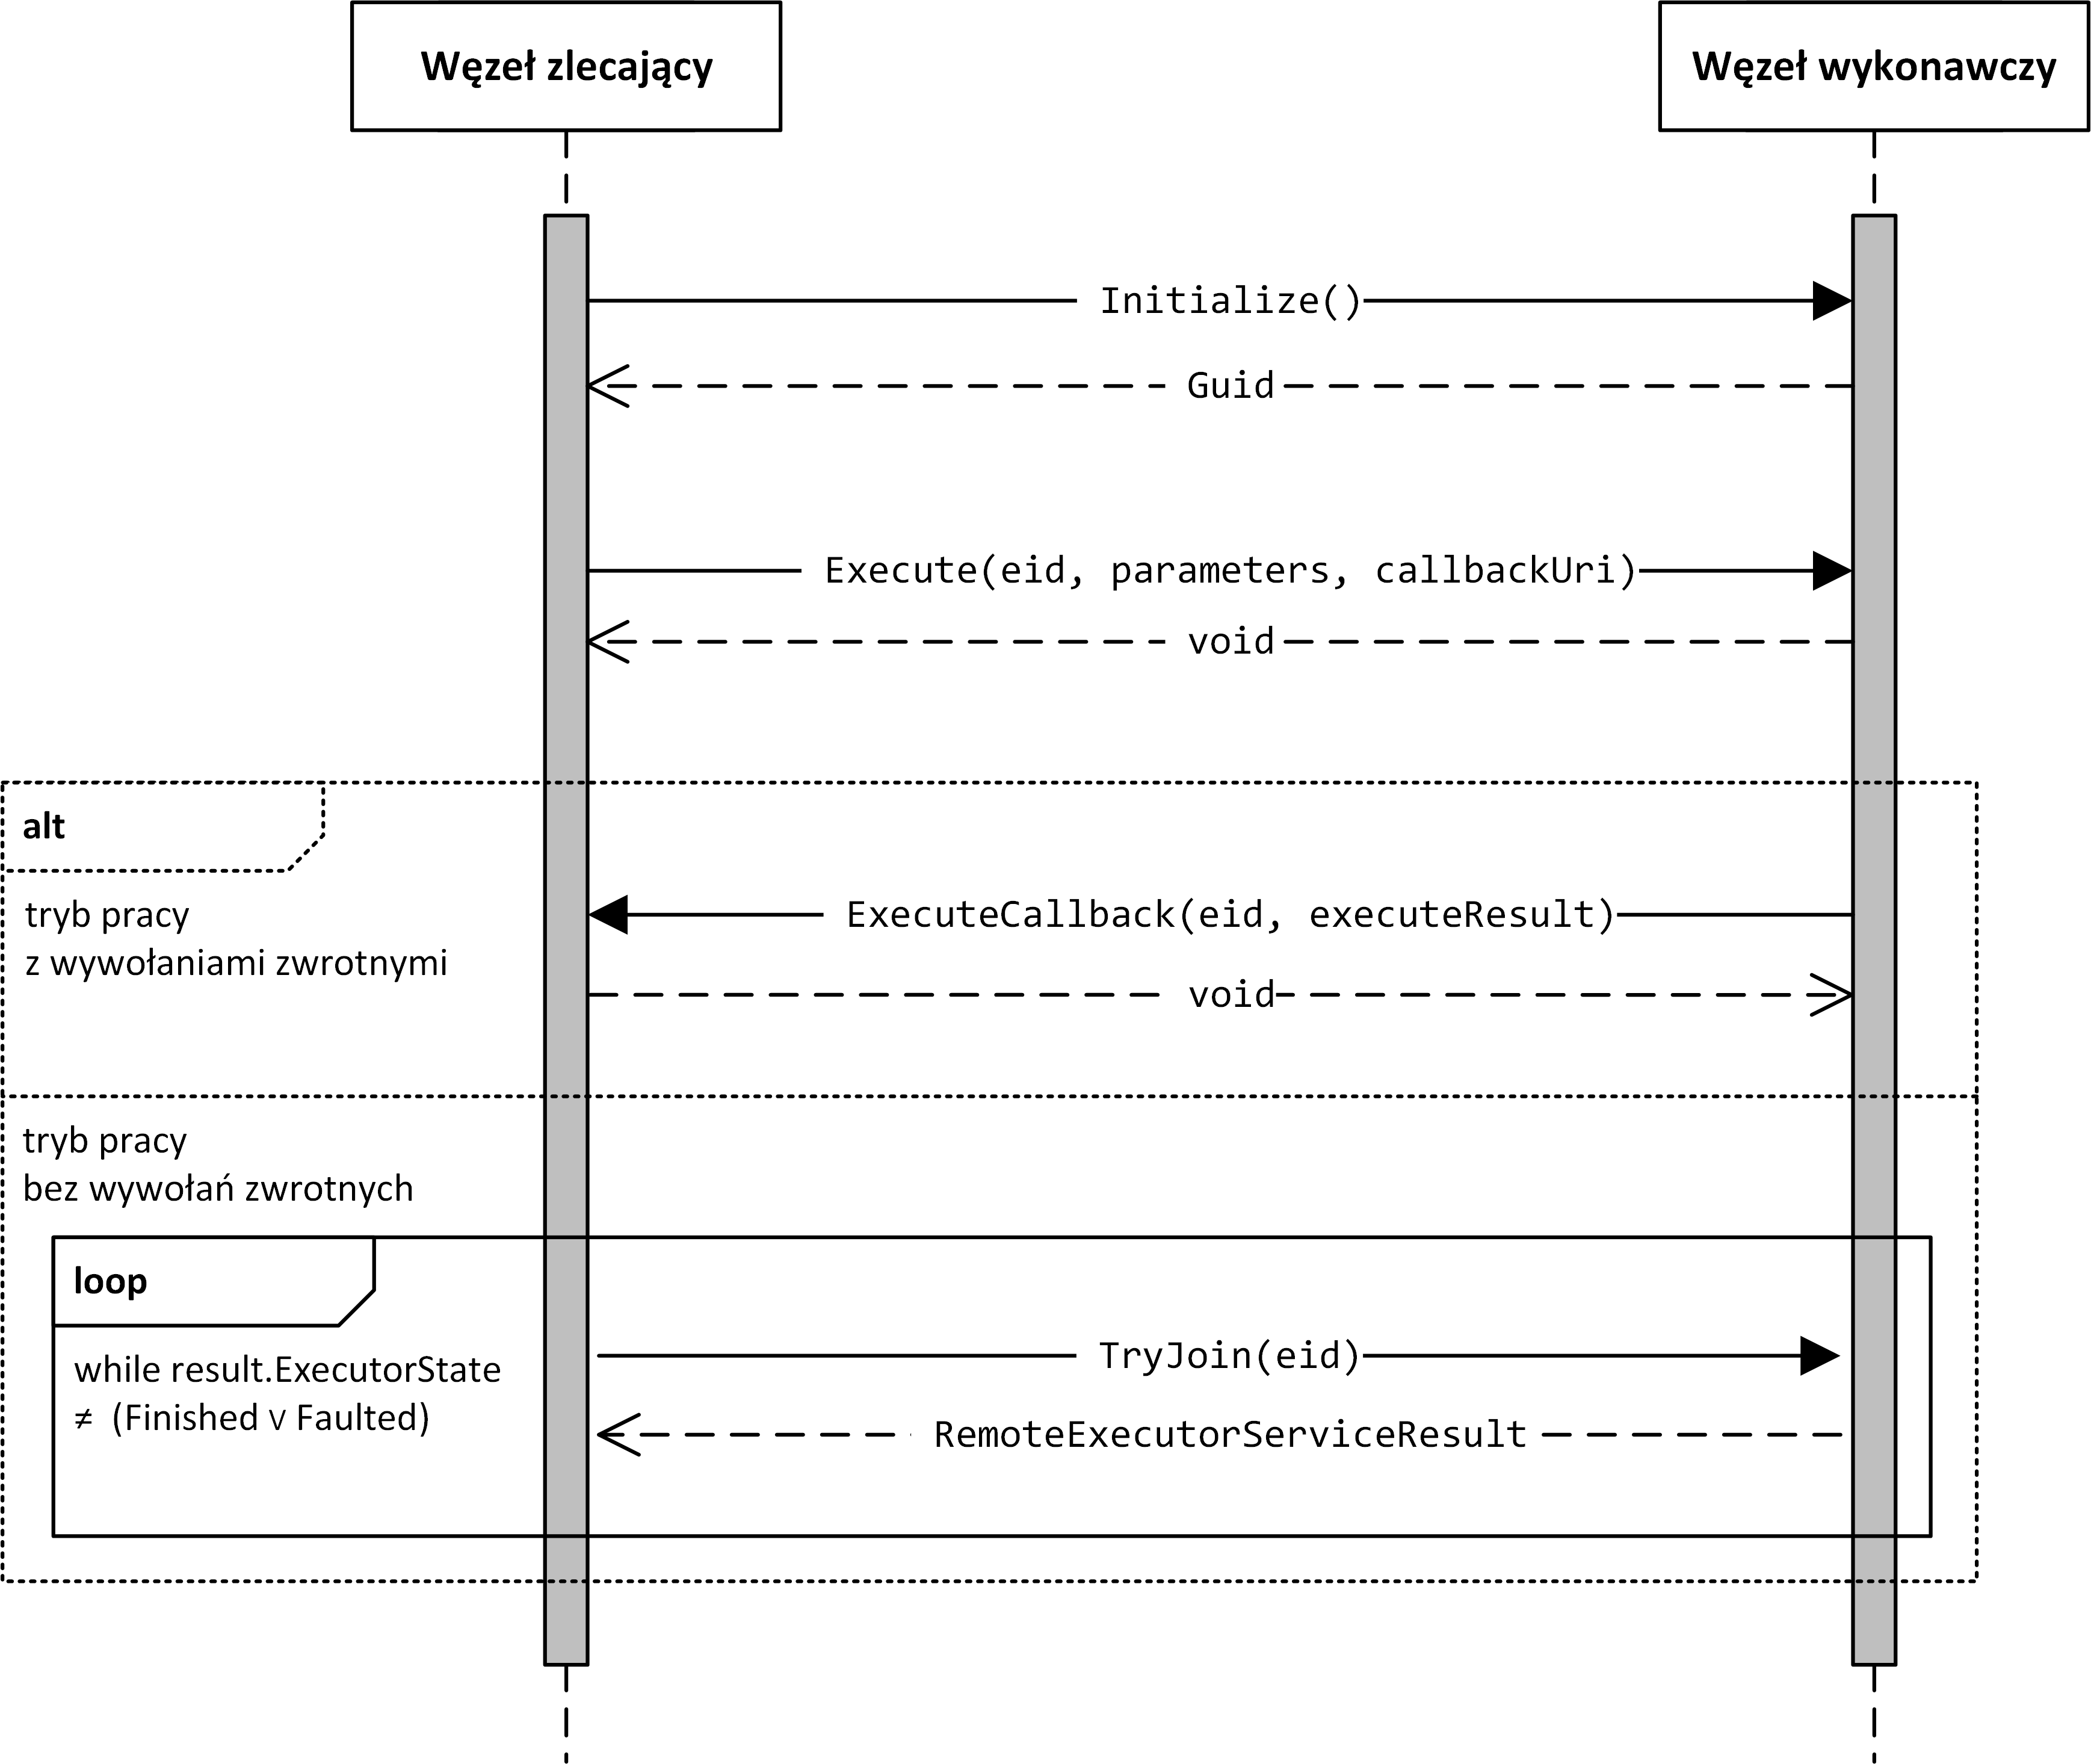 Węzeł zlecający
Węzeł wykonawczy
Initialize()
Guid
Execute(eid, parameters, callbackUri)
void
alt
tryb pracy
z wywołaniami zwrotnymi
ExecuteCallback(eid, executeResult)
void
tryb pracy
bez wywołań zwrotnych
loop
while result.ExecutorState
≠ (Finished ∨ Faulted)
TryJoin(eid)
RemoteExecutorServiceResult